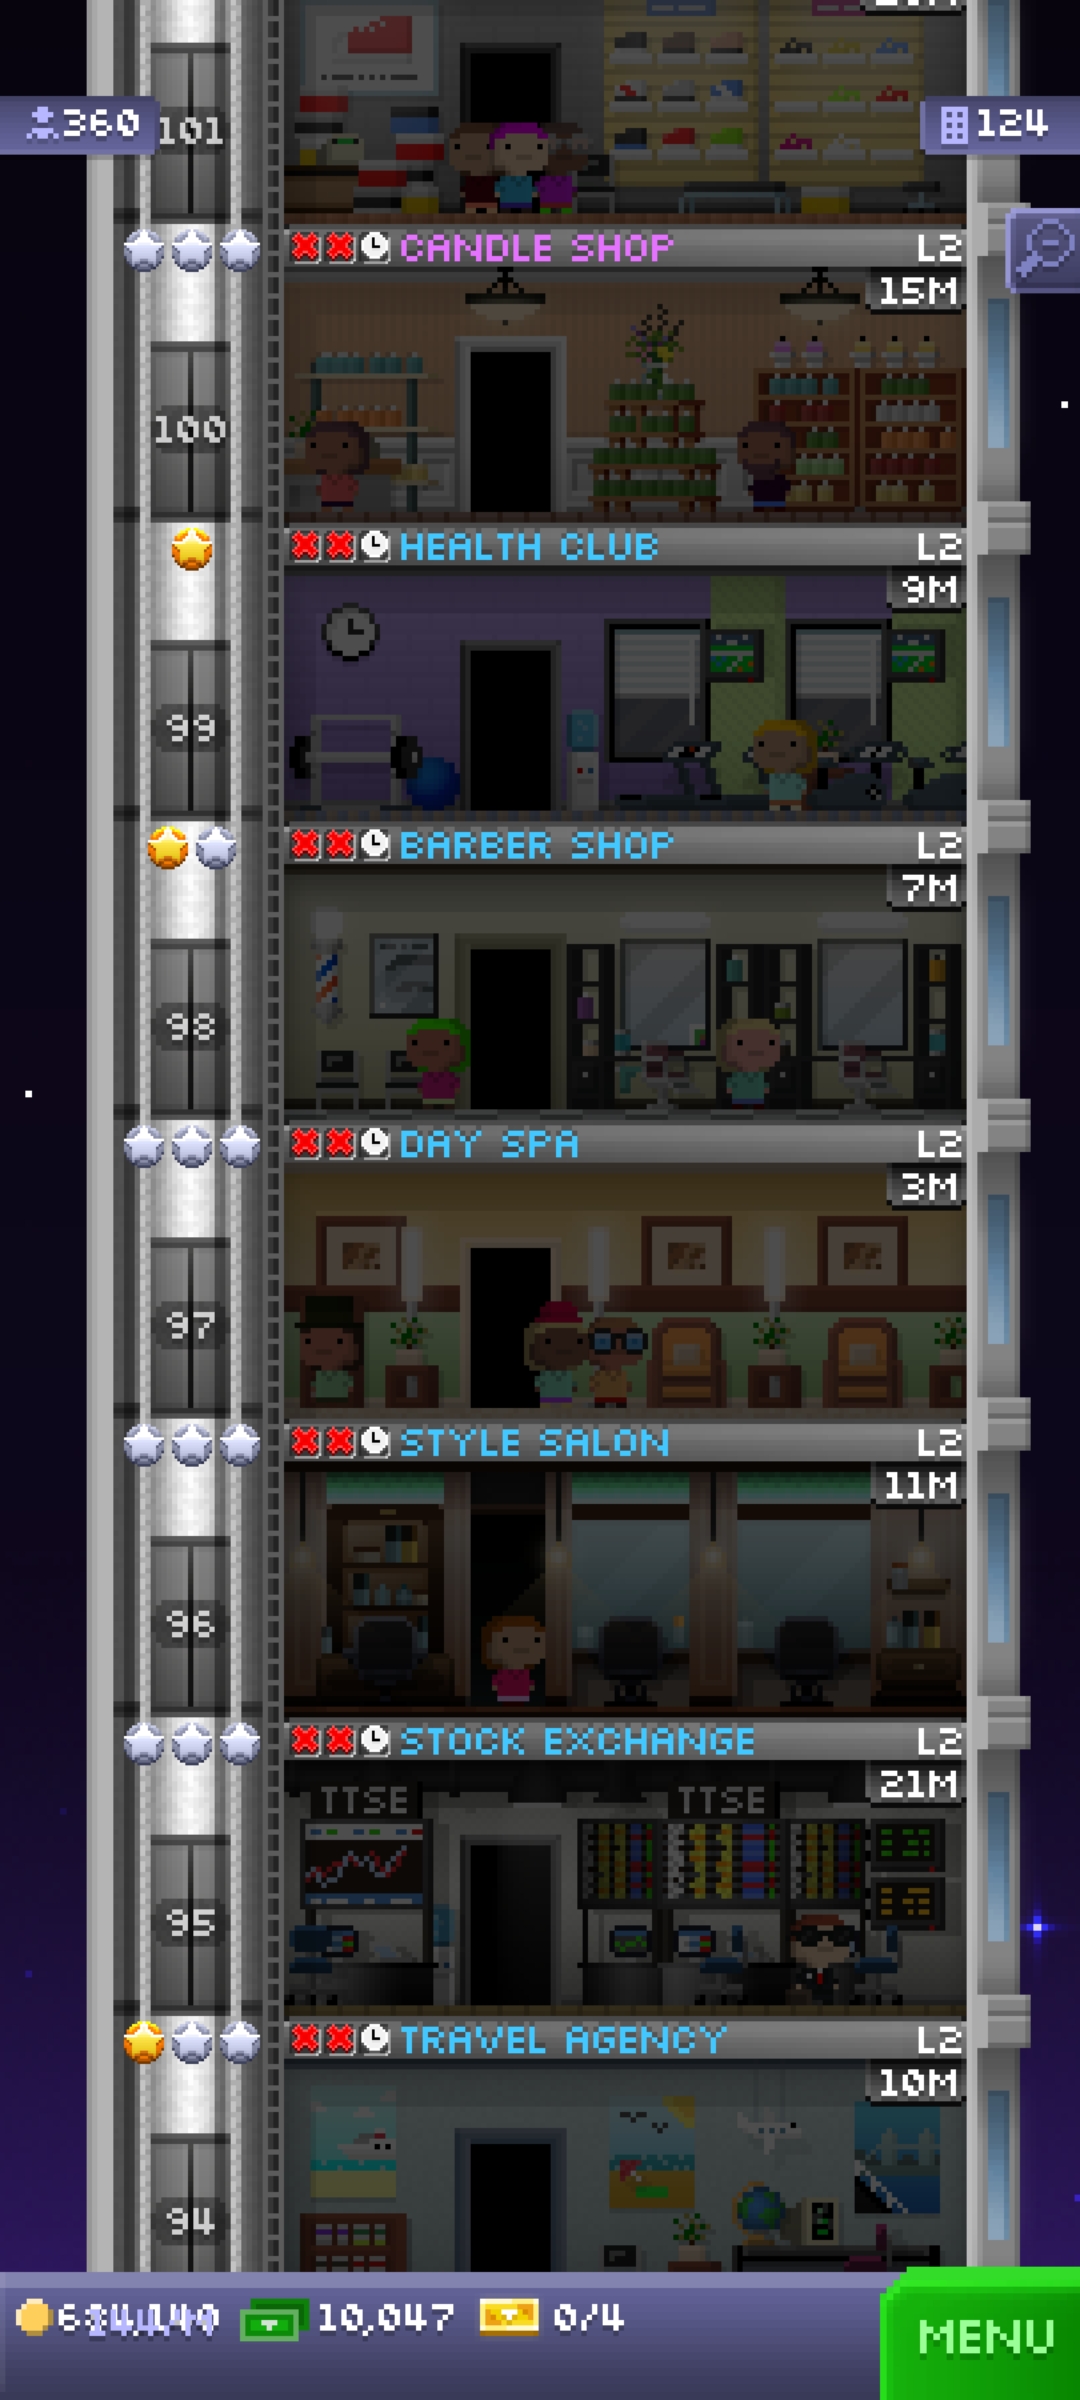 360
101
124
CANDLE SHOP L2
15M
100
HEALTH CLUB L2
9M
99
BARBER SHOP L2
7M
98
DAY SPA L2
3M
97
STYLE SALON L2
11M
96
STOCK EXCHANGE L2
21M
TTSE TTSE
95
TRAVEL AGENCY L2
10M
94
10,047 0/4
MENU